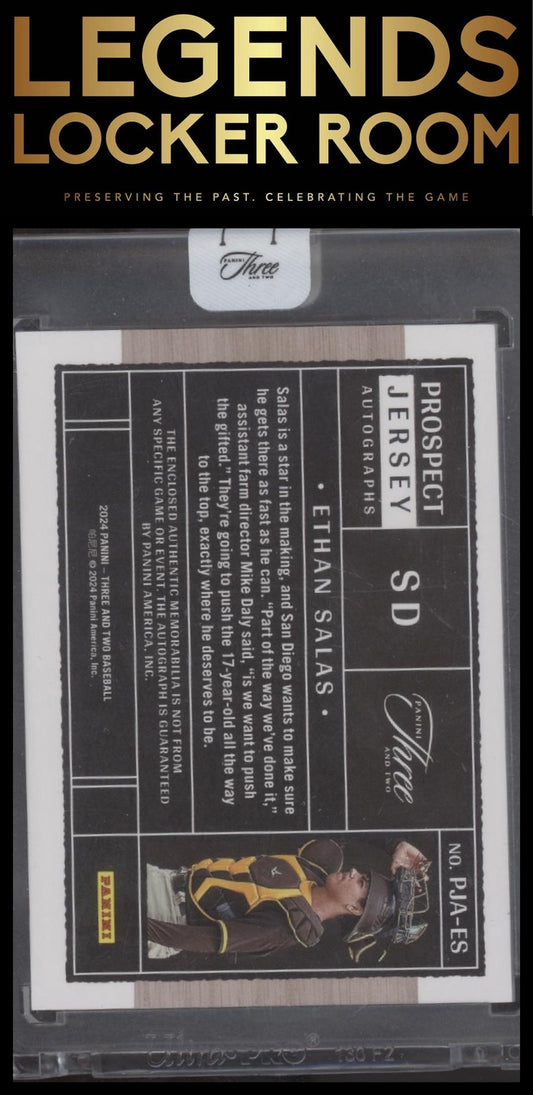 LEGENDS
LOCKER ROOM
PRESERVING THE PAST. CELEBRATING THE GAME
PANINI
Three
AND TWO
PROSPECT
JERSEY
AUTOGRAPHS
SD
PANINI
Three
AND TWO
NO. PJA-ES
• ETHAN SALAS •
Salas is a star in the making, and San Diego wants to make sure
he gets there as fast as he can. “Part of the way we’ve done it,”
assistant farm director Mike Daly said, “is we want to push
the gifted.” They’re going to push the 17-year-old all the way
to the top, exactly where he deserves to be.
THE ENCLOSED AUTHENTIC MEMORABILIA IS NOT FROM
ANY SPECIFIC GAME OR EVENT. THE AUTOGRAPH IS GUARANTEED
BY PANINI AMERICA, INC.
2024 PANINI – THREE AND TWO BASEBALL
帕尼尼 © 2024 Panini America, Inc.
PANINI
Ultra PRO®
130 PZ